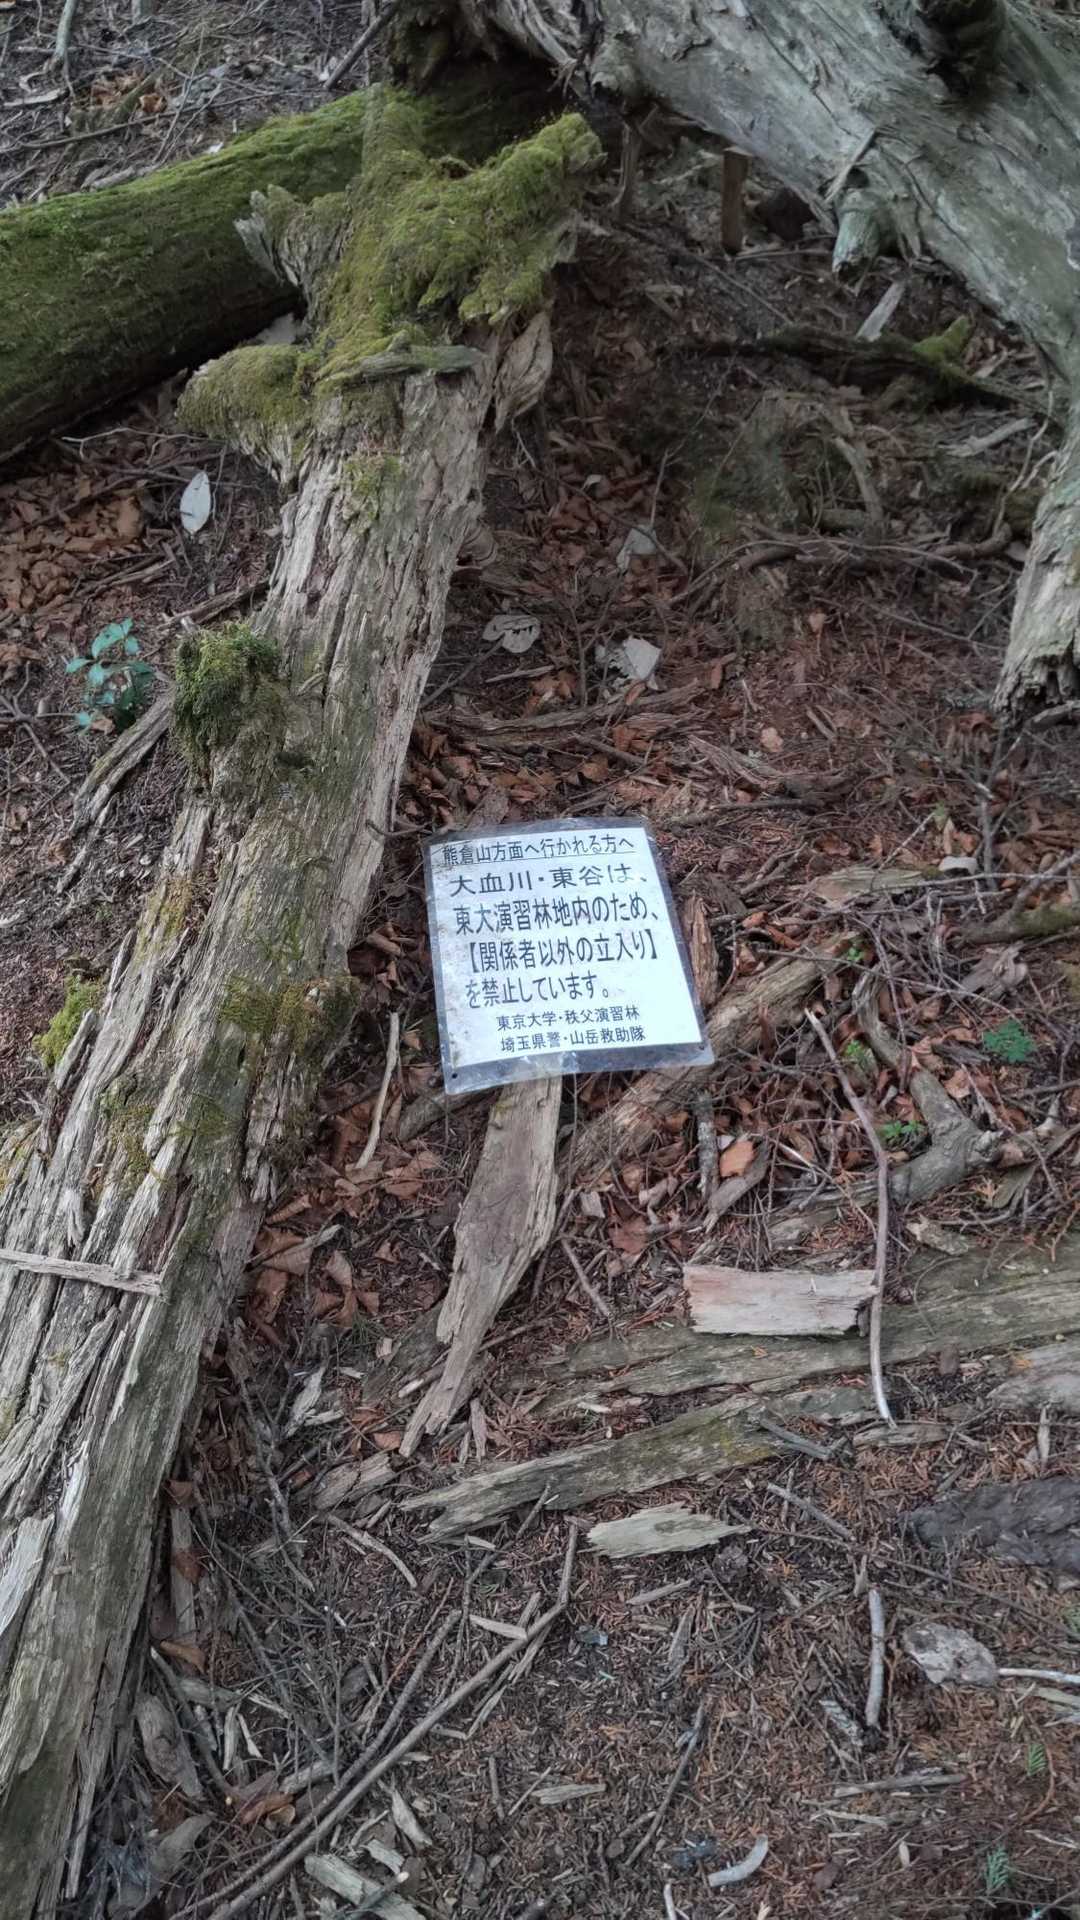 熊倉山方面へ行かれる方へ
大血川・東谷は、
東大演習林地内のため、
【関係者以外の立入り】
を禁止しています。
東京大学・秩父演習林
埼玉県警・山岳救助隊